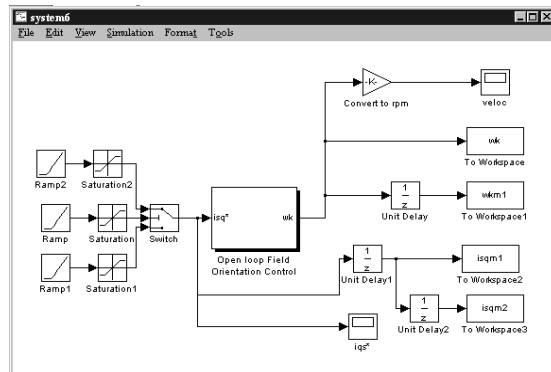 system6
File Edit View Simulation Format Tools
-K-
Convert to rpm
veloc
wk
To Workspace
Ramp2
Saturation2
1
z
Unit Delay
wkm1
To Workspace1
Ramp
Saturation
Switch
isq*
wk
Open loop Field
Orientation Control
1
z
Unit Delay1
isqm1
To Workspace2
Ramp1
Saturation1
1
z
Unit Delay2
isqm2
To Workspace3
iqs*